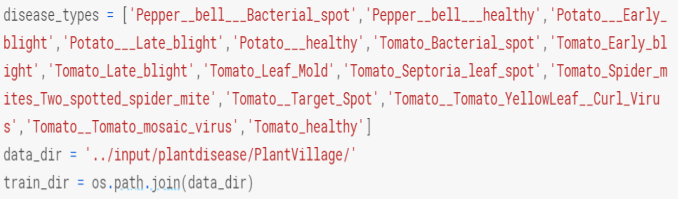 disease_types = ['Pepper__bell___Bacterial_spot','Pepper__bell___healthy','Potato___Early_
blight','Potato___Late_blight','Potato___healthy','Tomato_Bacterial_spot','Tomato_Early_bl
ight','Tomato_Late_blight','Tomato_Leaf_Mold','Tomato_Septoria_leaf_spot','Tomato_Spider_m
ites_Two_spotted_spider_mite','Tomato__Target_Spot','Tomato__Tomato_YellowLeaf__Curl_Viru
s','Tomato__Tomato_mosaic_virus','Tomato_healthy']
data_dir = '../input/plantdisease/PlantVillage/'
train_dir = os.path.join(data_dir)